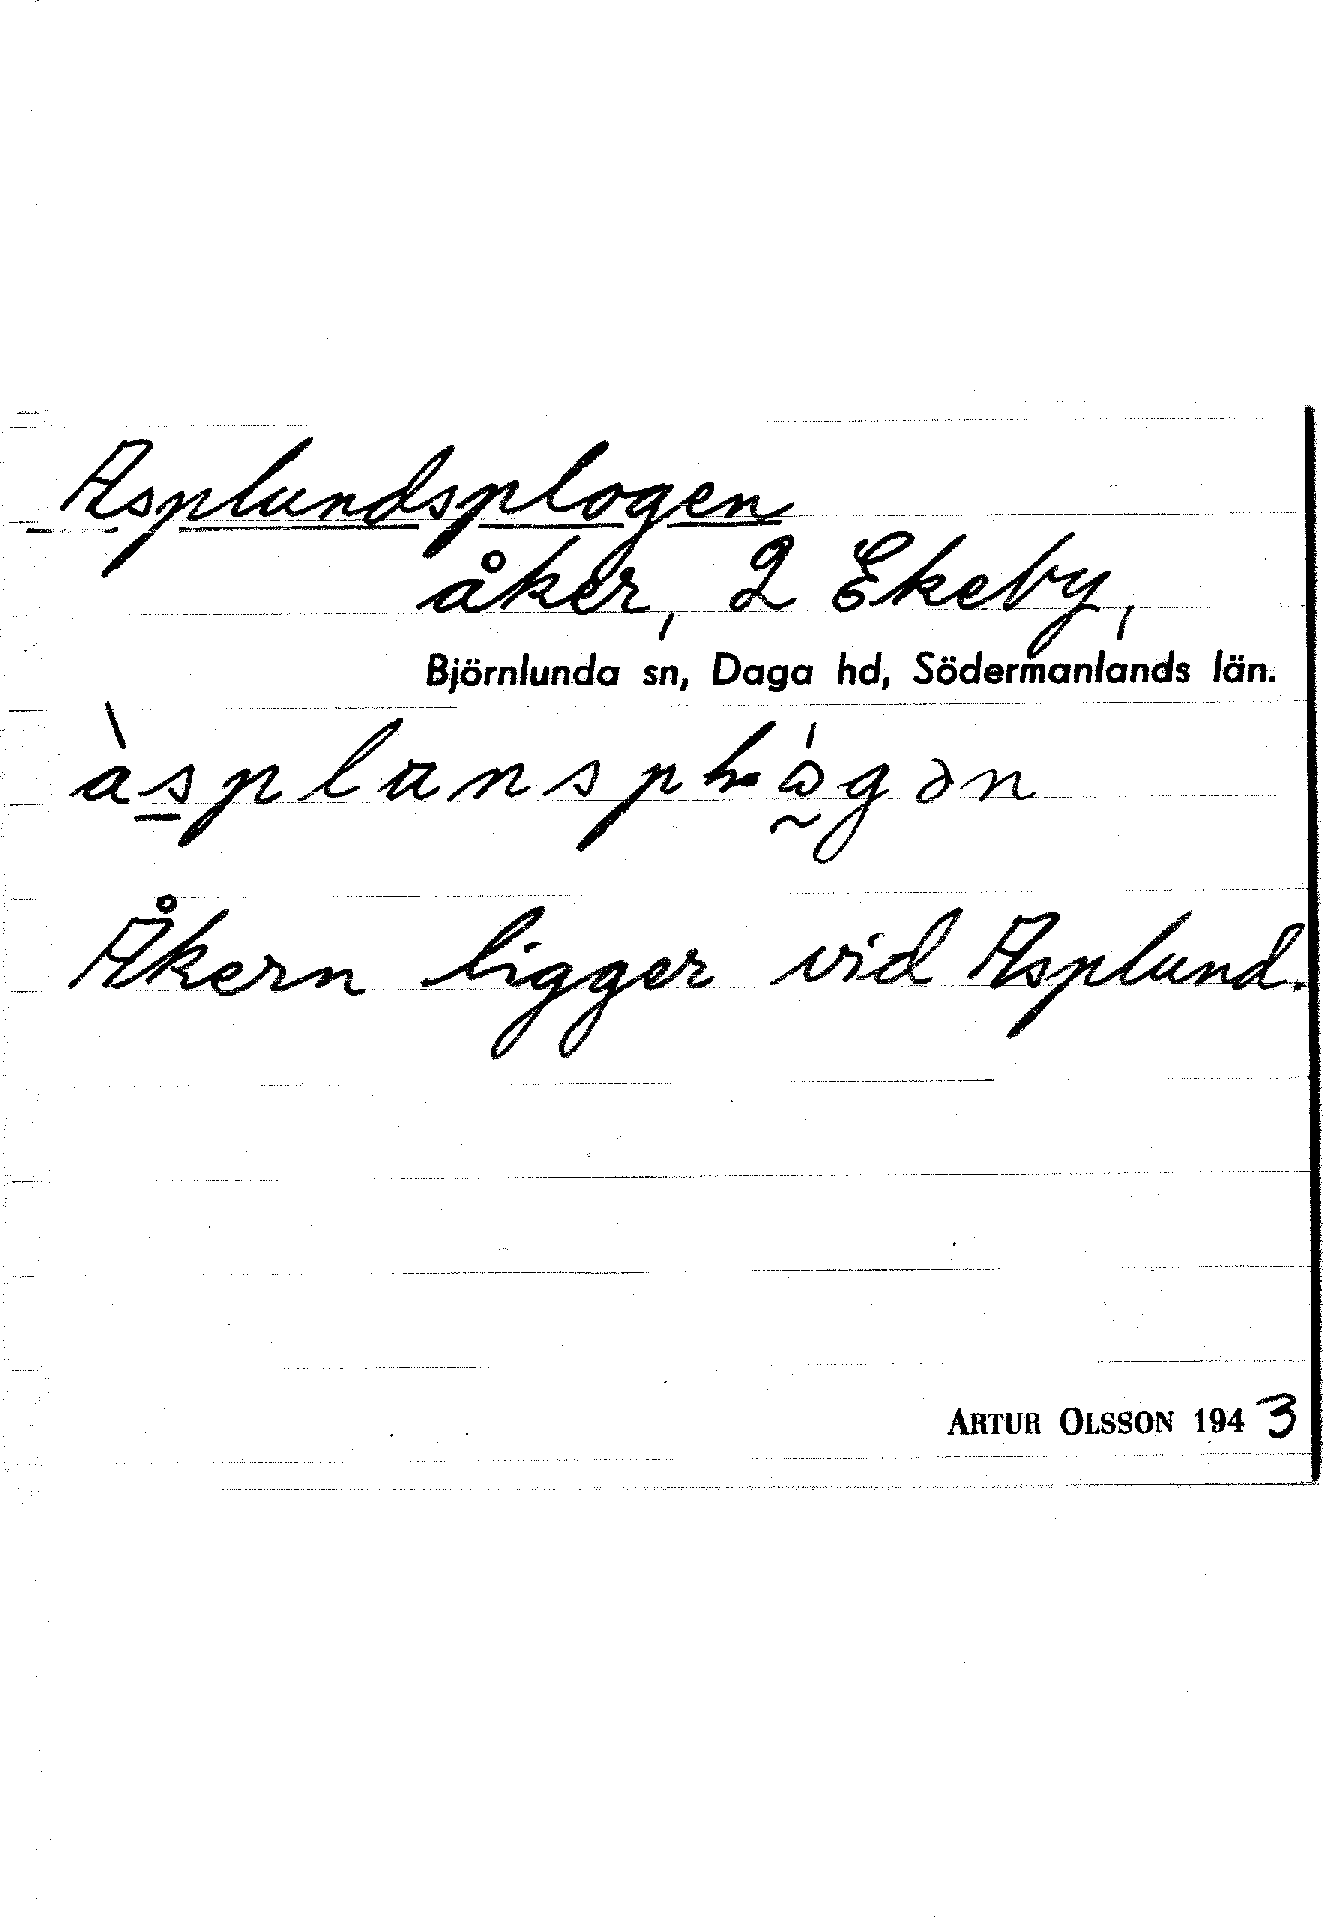 Asplundsplogen
åker, 2 Ekeby,
Björnlunda sn, Daga hd, Södermanlands län.
Åkern ligger vid Asplund.
ARTUR OLSSON 1943